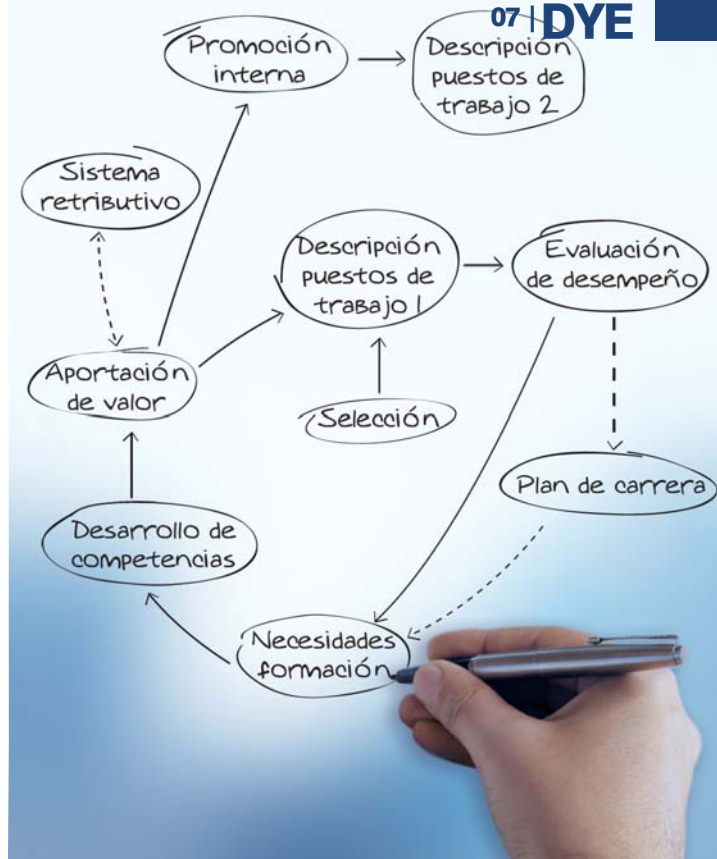 07 | DYE
Promoción
interna
Descripción
puestos de
trabajo 2
Sistema
retributivo
Descripción
puestos de
trabajo 1
Evaluación
de desempeño
Aportación
de valor
Selección
Plan de carrera
Desarrollo de
competencias
Necesidades
formación